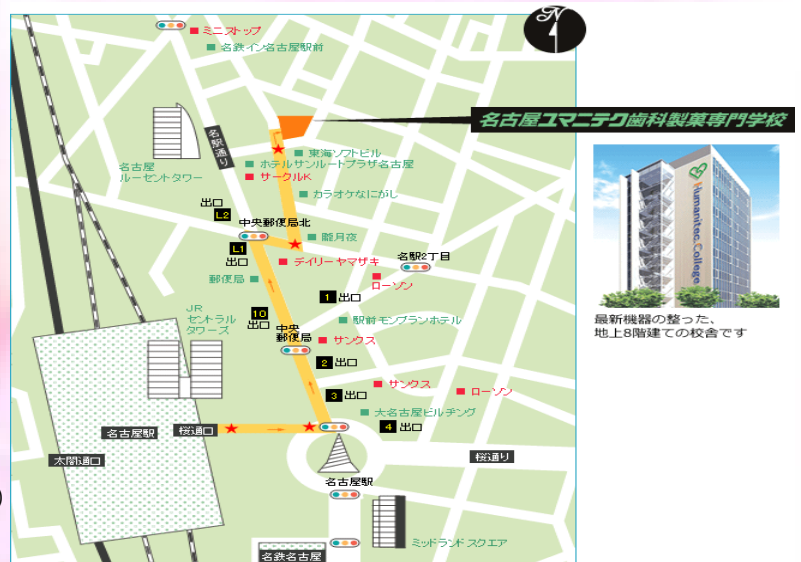 N
ミニストップ
名鉄イン名古屋駅前
名古屋ユマニテク歯科製菓専門学校
名駅通り
東海ソフトビル
ホテルサンルートプラザ名古屋
サークルK
名古屋
ルーセントタワー
カラオケなにがし
出口
L2
中央郵便局北
朧月夜
L1
出口
デイリーヤマザキ
名駅2丁目
郵便局
ローソン
1 出口
JR
セントラル
タワーズ
10
出口
中央
郵便局
駅前モンブランホテル
サンクス
2 出口
サンクス
ローソン
3 出口
大名古屋ビルヂング
4 出口
名古屋駅
桜通口
太閤通口
桜通り
名古屋駅
ミッドランドスクエア
名鉄名古屋
Humanitec College
最新機器の整った、
地上8階建ての校舎です